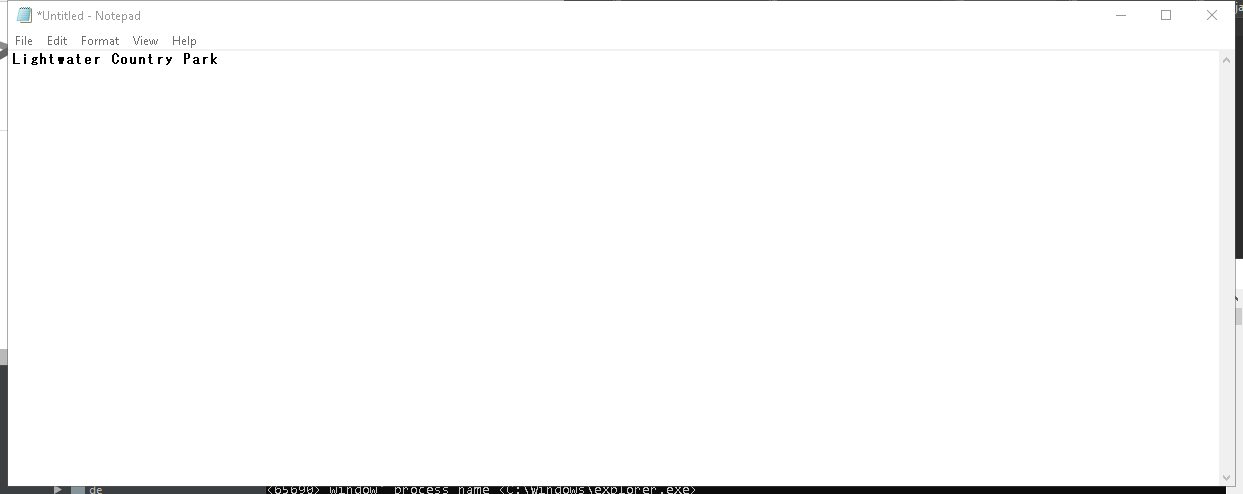 *Untitled - Notepad
File Edit Format View Help
Lightwater Country Park
de <65690> window' process name <C:\windows\explorer.exe>